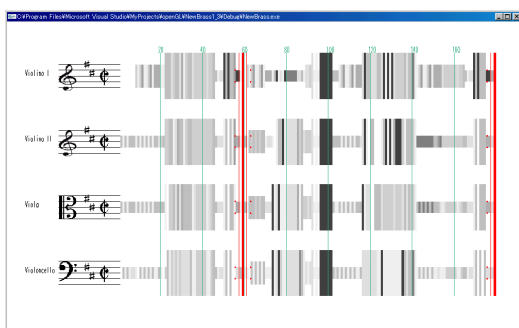 C:¥Program Files¥Microsoft Visual Studio¥MyProjects¥openGL¥NewBrass1_3¥Debug¥NewBrass.exe
20 40 60 80 100 120 140 160
Violino I
Violino II
Viola
Violoncello